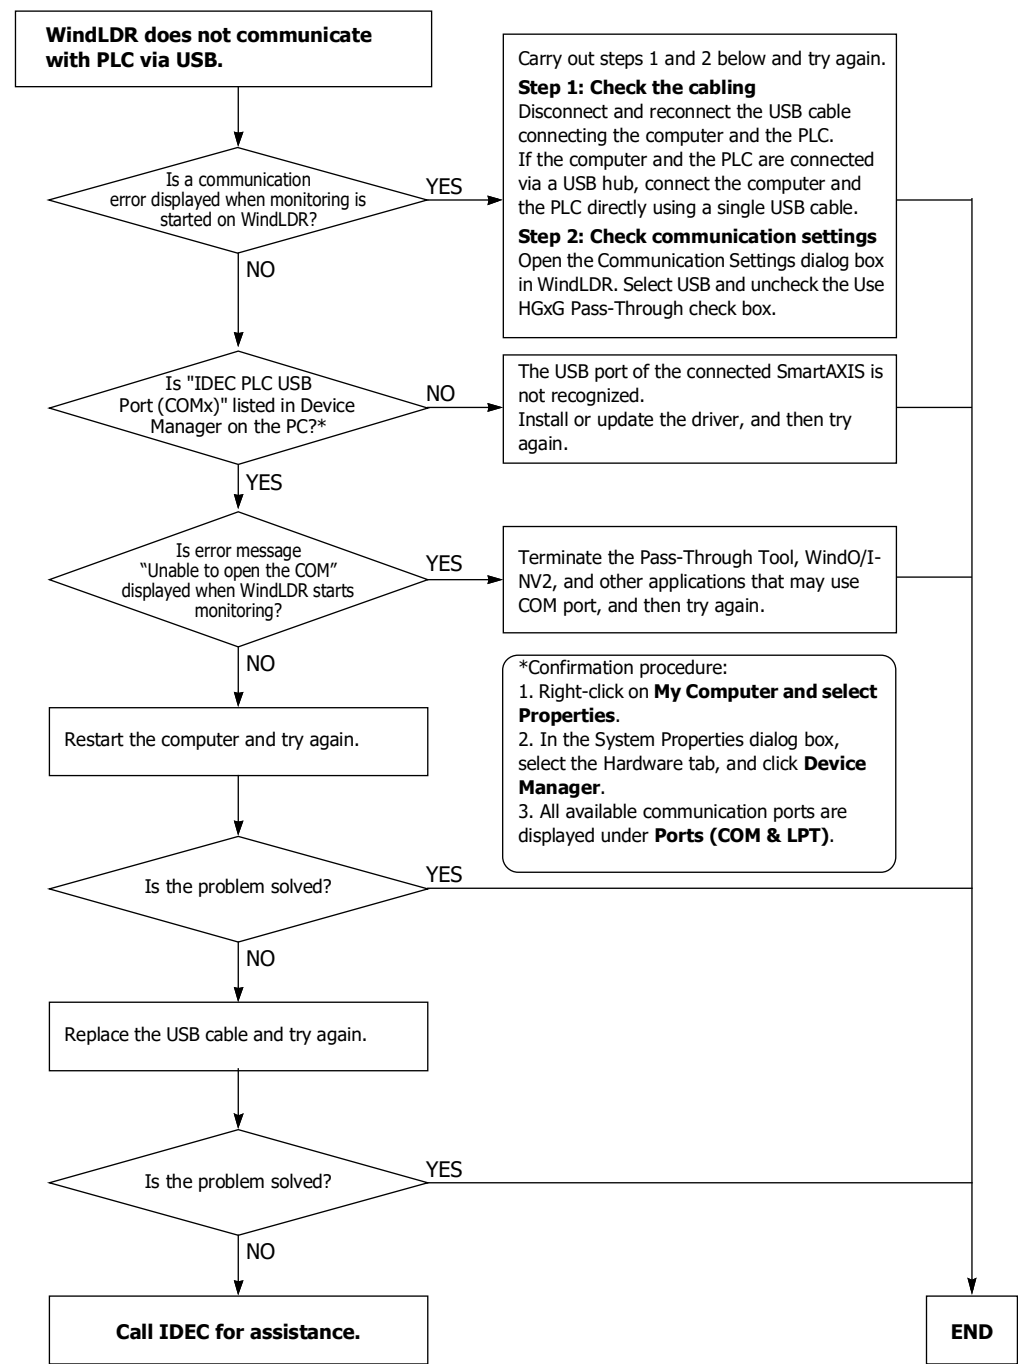 WindLDR does not communicate
with PLC via USB.
Carry out steps 1 and 2 below and try again.
Step 1: Check the cabling
Disconnect and reconnect the USB cable
connecting the computer and the PLC.
If the computer and the PLC are connected
via a USB hub, connect the computer and
the PLC directly using a single USB cable.
Step 2: Check communication settings
Open the Communication Settings dialog box
in WindLDR. Select USB and uncheck the Use
HGxG Pass-Through check box.
Is a communication
error displayed when monitoring is
started on WindLDR?
YES
NO
Is "IDEC PLC USB
Port (COMx)" listed in Device
Manager on the PC?*
NO
The USB port of the connected SmartAXIS is
not recognized.
Install or update the driver, and then try
again.
YES
Is error message
“Unable to open the COM”
displayed when WindLDR starts
monitoring?
YES
Terminate the Pass-Through Tool, WindO/I-
NV2, and other applications that may use
COM port, and then try again.
NO
*Confirmation procedure:
1. Right-click on My Computer and select
Properties.
2. In the System Properties dialog box,
select the Hardware tab, and click Device
Manager.
3. All available communication ports are
displayed under Ports (COM & LPT).
Restart the computer and try again.
Is the problem solved?
YES
NO
Replace the USB cable and try again.
Is the problem solved?
YES
NO
Call IDEC for assistance.
END